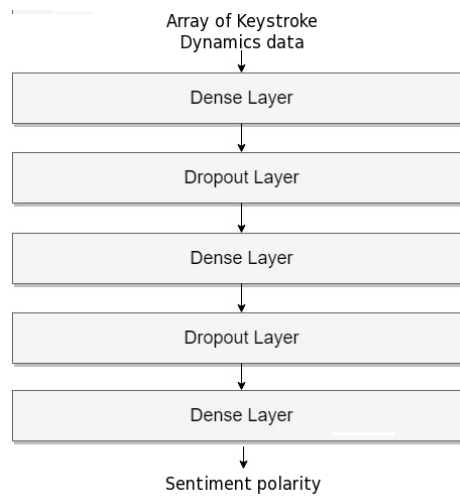 Array of Keystroke
Dynamics data
Dense Layer
Dropout Layer
Dense Layer
Dropout Layer
Dense Layer
Sentiment polarity